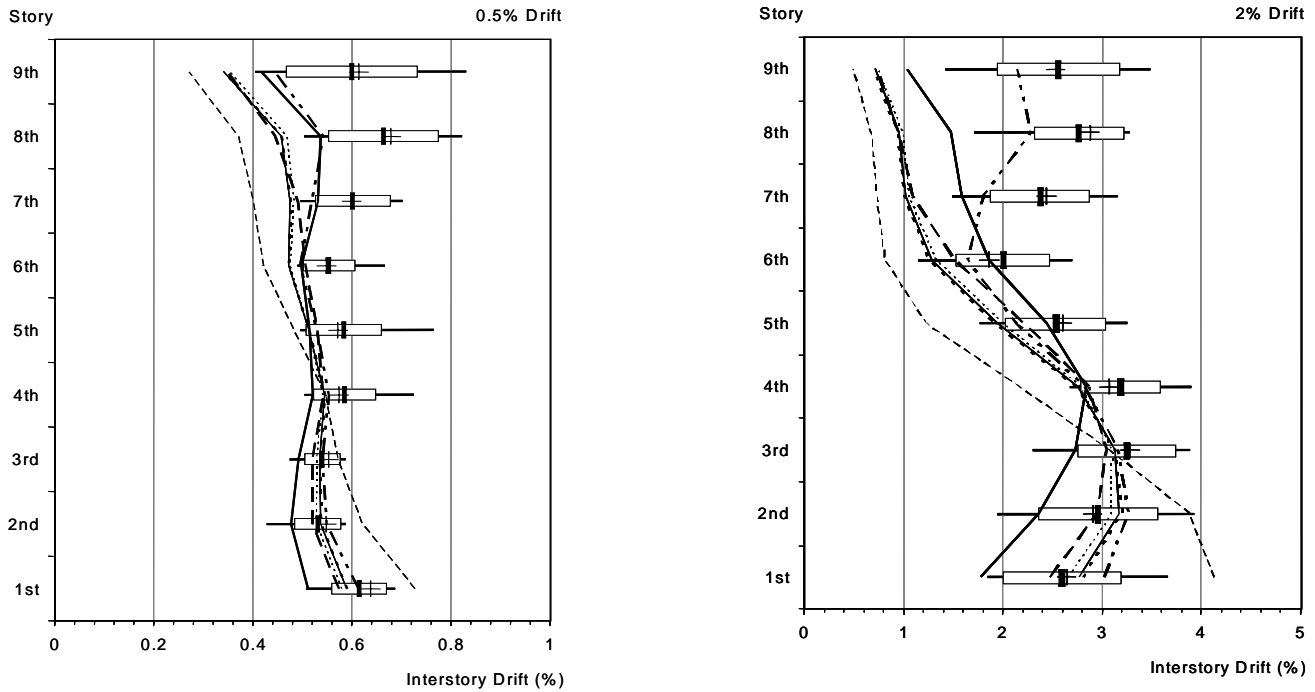 Story 0.5% Drift
9th
8th
7th
6th
5th
4th
3rd
2nd
1st
0 0.2 0.4 0.6 0.8 1
Interstory Drift (%)
Story 2% Drift
9th
8th
7th
6th
5th
4th
3rd
2nd
1st
0 1 2 3 4 5
Interstory Drift (%)